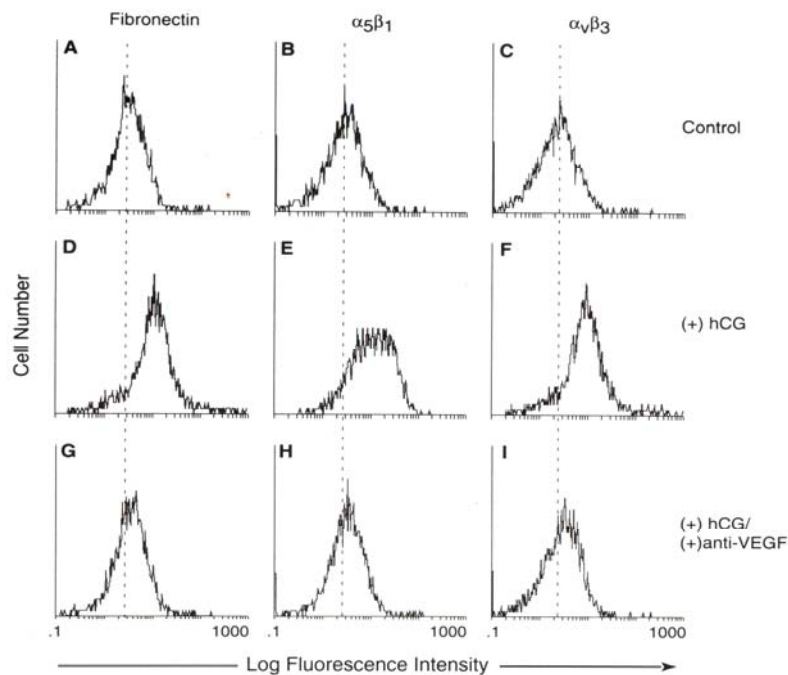 Fibronectin
α5β1
αvβ3
A
B
C
Control
D
E
F
(+) hCG
Cell Number
G
H
I
(+) hCG/
(+)anti-VEGF
.1
1000
.1
1000
.1
1000
Log Fluorescence Intensity